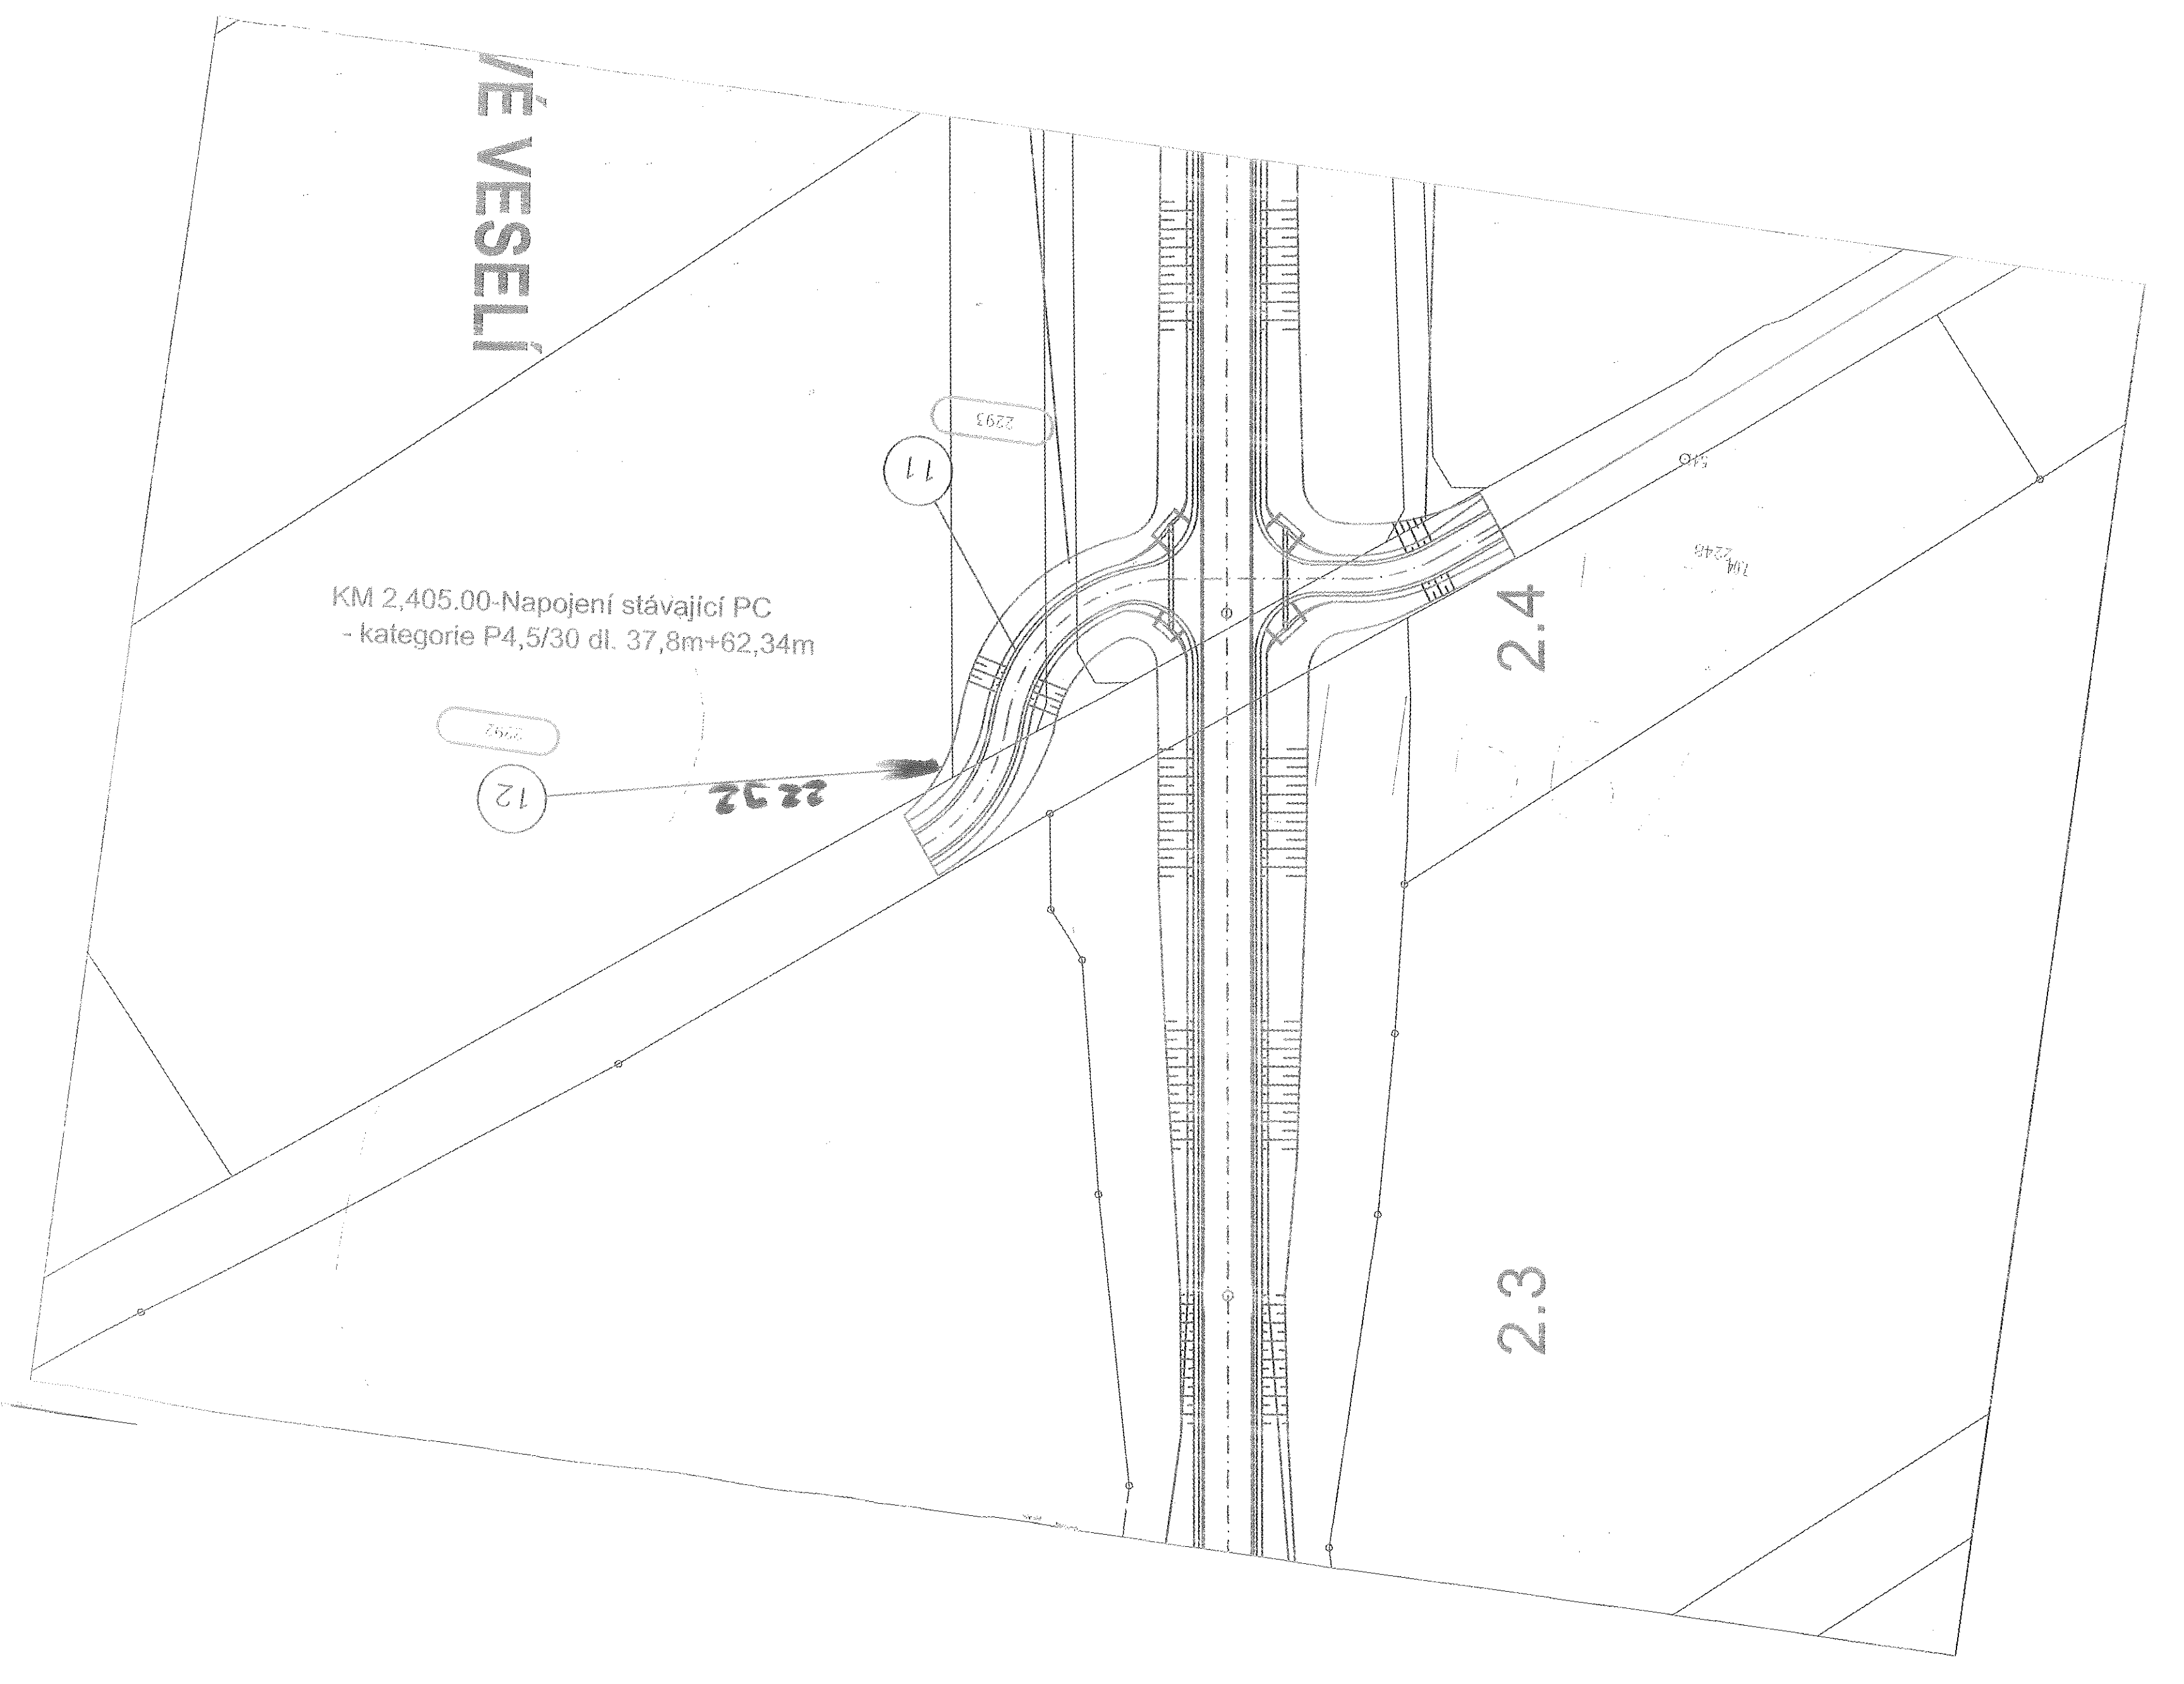 VÉ VESELÍ
2293
11
KM 2,405.00-Napojení stávající PC
- kategorie P4,5/30 dl. 37,8m+62,34m
2292
12
2292
2248
2.4
2.3